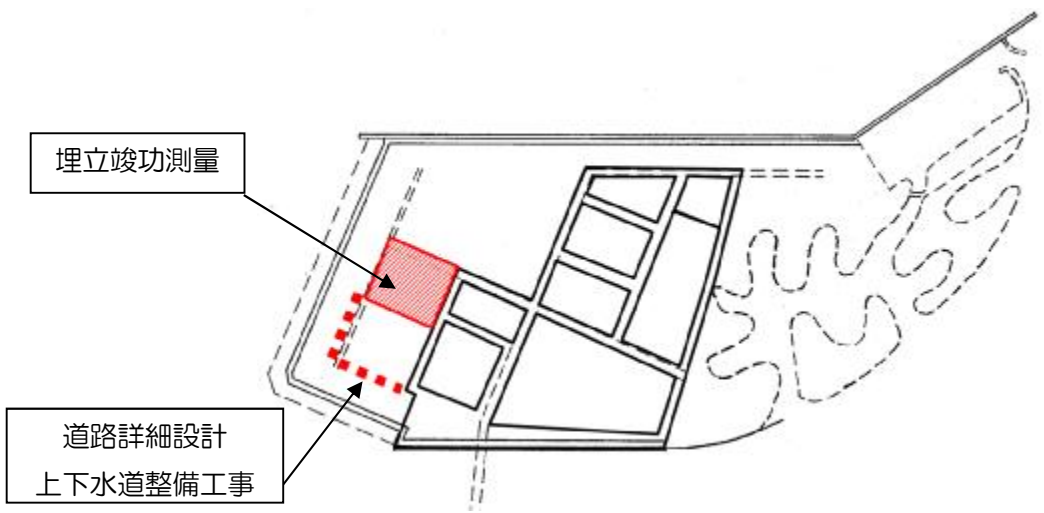 埋立竣功測量
道路詳細設計
上下水道整備工事